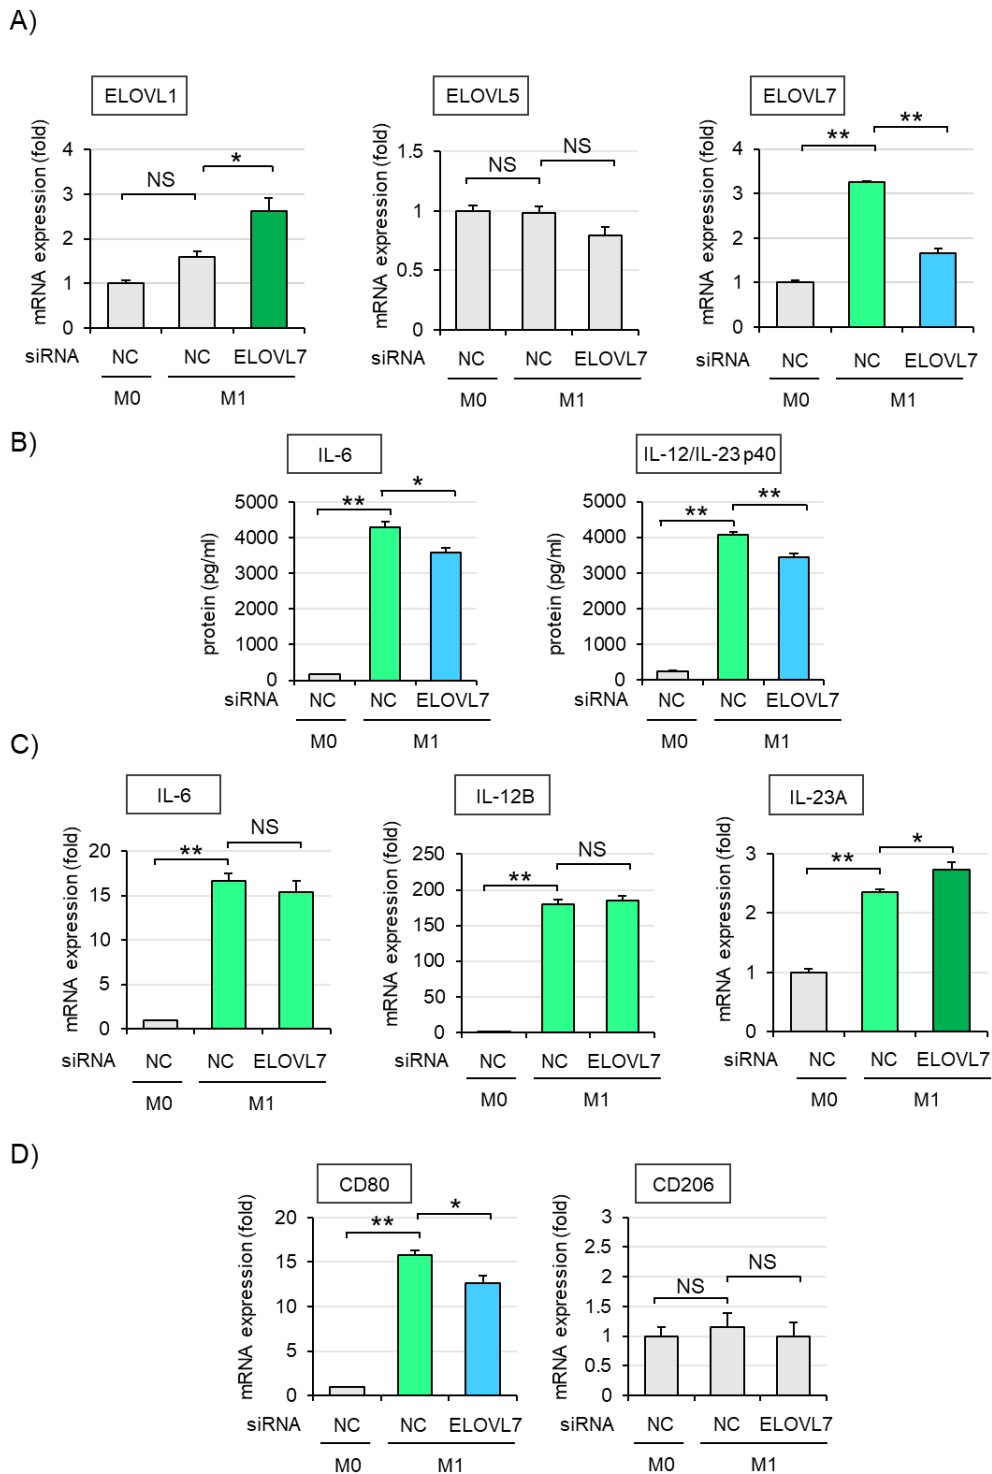 A)
ELOVL1 ELOVL5 ELOVL7
mRNA expression (fold)
4
3
2
1
0
NS *
siRNA NC NC ELOVL7
M0 M1
mRNA expression (fold)
1.5
1
0.5
0
NS NS
NC NC ELOVL7
M0 M1
mRNA expression (fold)
4
3
2
1
0
** **
NC NC ELOVL7
M0 M1
B)
IL-6 IL-12/IL-23 p40
protein (pg/ml)
5000
4000
3000
2000
1000
0
** *
siRNA NC NC ELOVL7
M0 M1
protein (pg/ml)
5000
4000
3000
2000
1000
0
** **
siRNA NC NC ELOVL7
M0 M1
C)
IL-6 IL-12B IL-23A
mRNA expression (fold)
20
15
10
5
0
** NS
siRNA NC NC ELOVL7
M0 M1
mRNA expression (fold)
250
200
150
100
50
0
** NS
siRNA NC NC ELOVL7
M0 M1
mRNA expression (fold)
3
2
1
0
** *
siRNA NC NC ELOVL7
M0 M1
D)
CD80 CD206
mRNA expression (fold)
20
15
10
5
0
** *
siRNA NC NC ELOVL7
M0 M1
mRNA expression (fold)
3
2.5
2
1.5
1
0.5
0
NS NS
siRNA NC NC ELOVL7
M0 M1